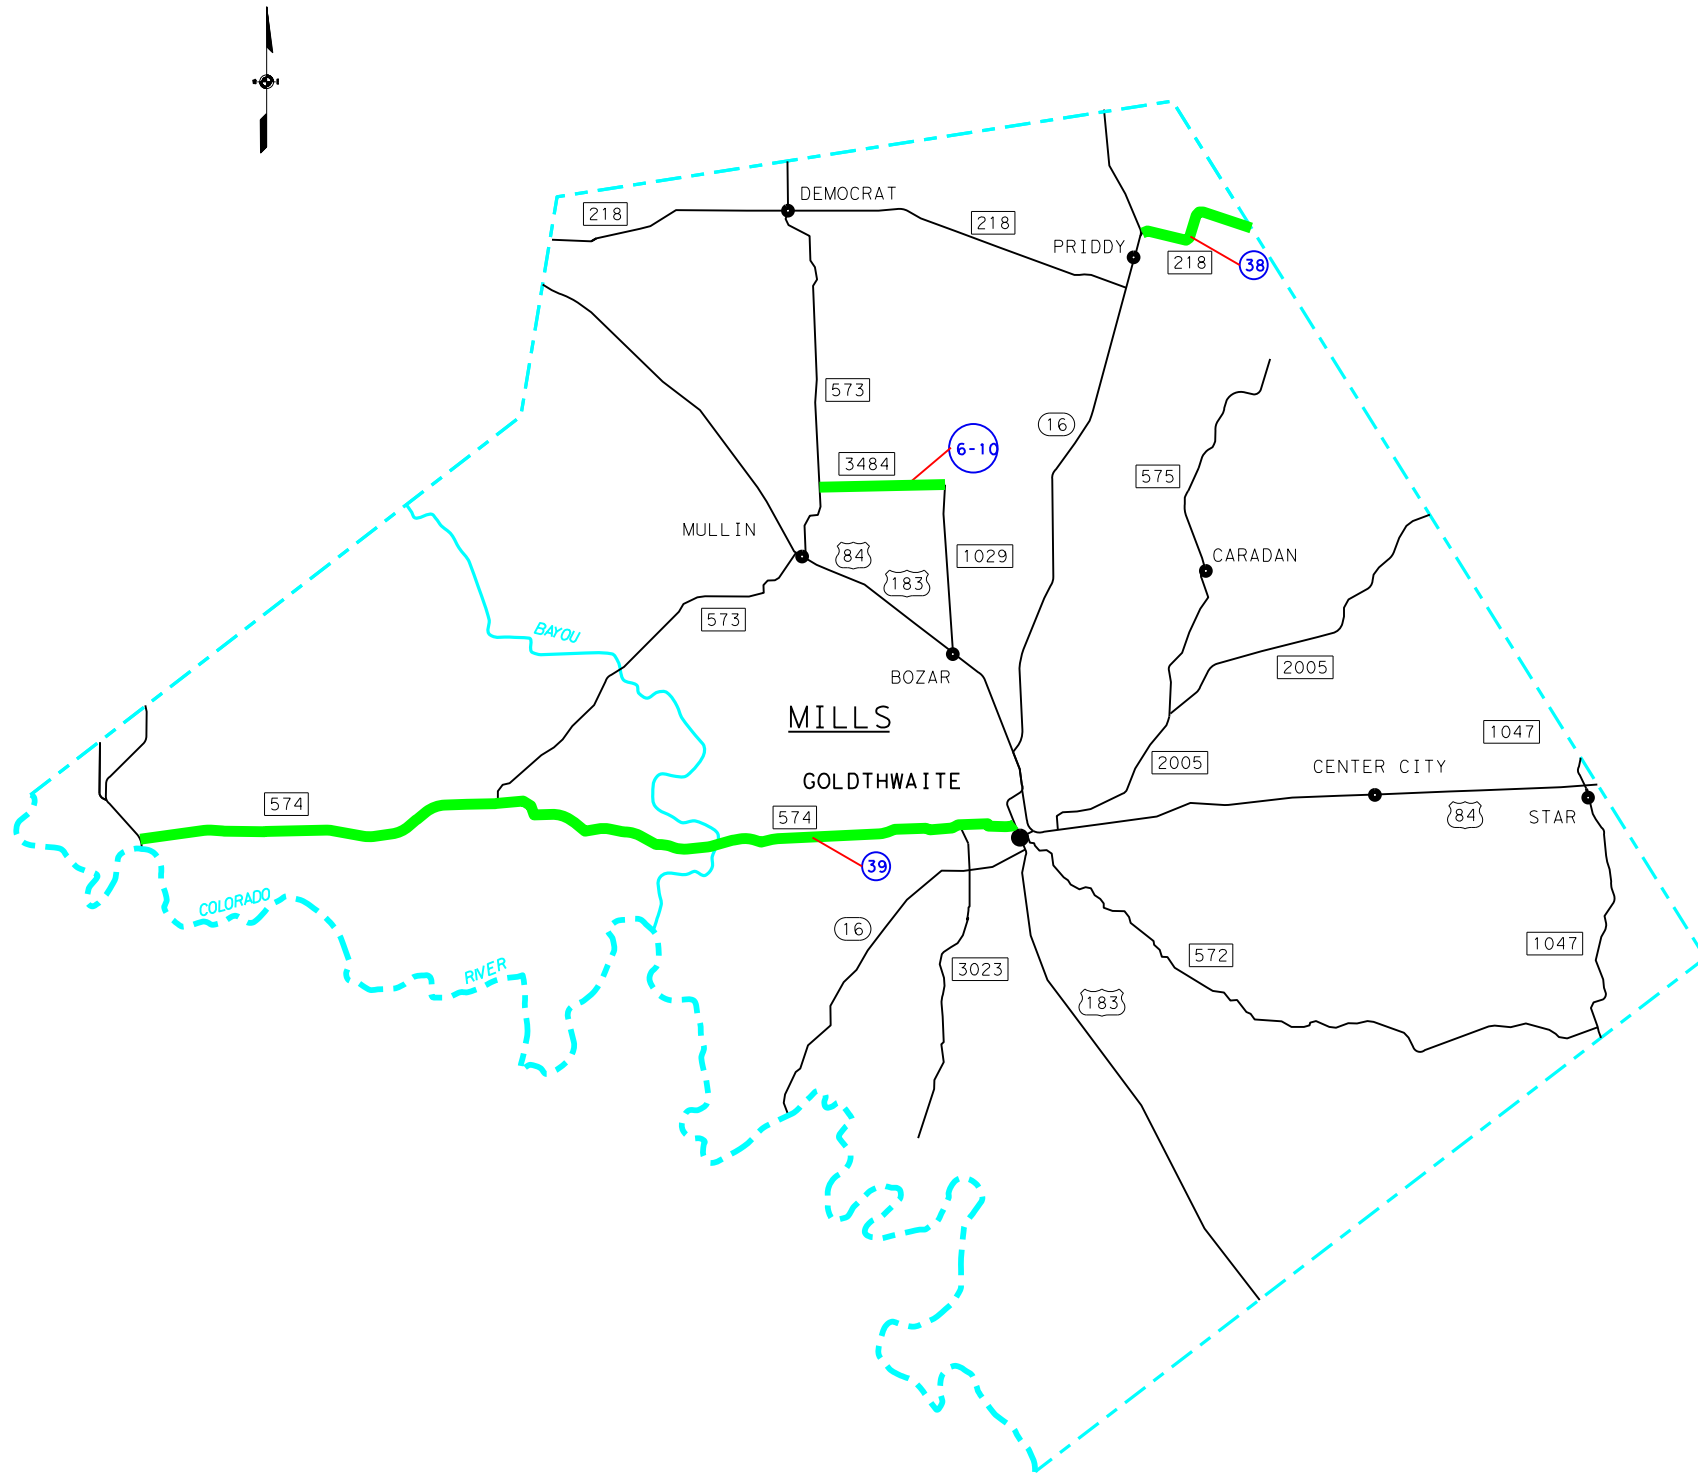 DEMOCRAT
218
218
PRIDDY
218
38
573
16
6-10
3484
575
MULLIN
84
1029
CARADAN
183
573
BAYOU
2005
BOZAR
MILLS
1047
2005
CENTER CITY
GOLDTHWAITE
574
574
84
STAR
39
COLORADO
16
1047
572
RIVER
3023
183